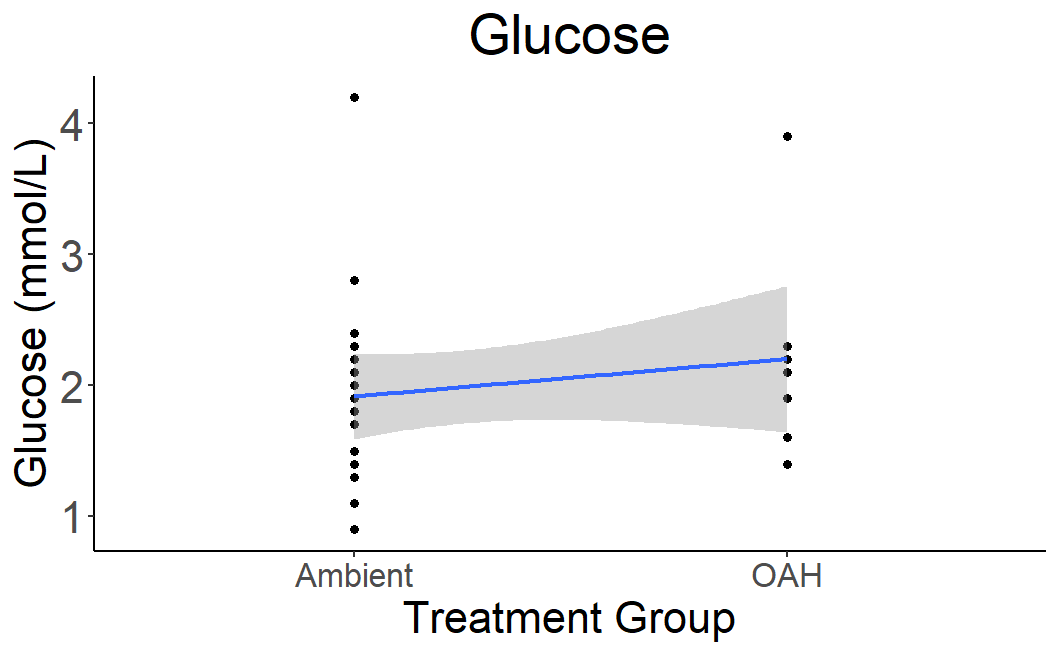 Glucose
Glucose (mmol/L)
4
3
2
1
Ambient
OAH
Treatment Group